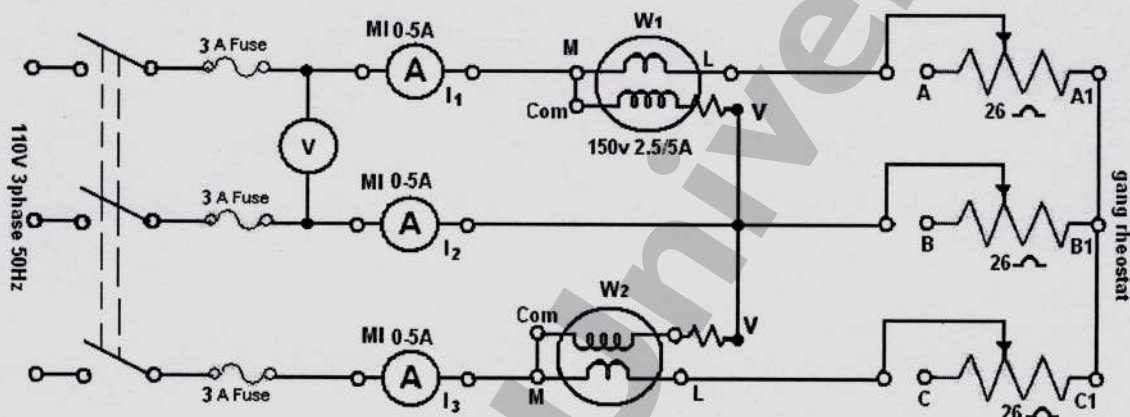 W1
MI 0-5A
3 A Fuse
A
I1
M
L
Com
V
150v 2.5/5A
A
26
A1
110V 3phase 50Hz
V
MI 0-5A
3 A Fuse
A
I2
B
26
B1
gang rheostat
W2
Com
V
MI 0-5A
3 A Fuse
A
I3
M
L
C
26
C1
Univer